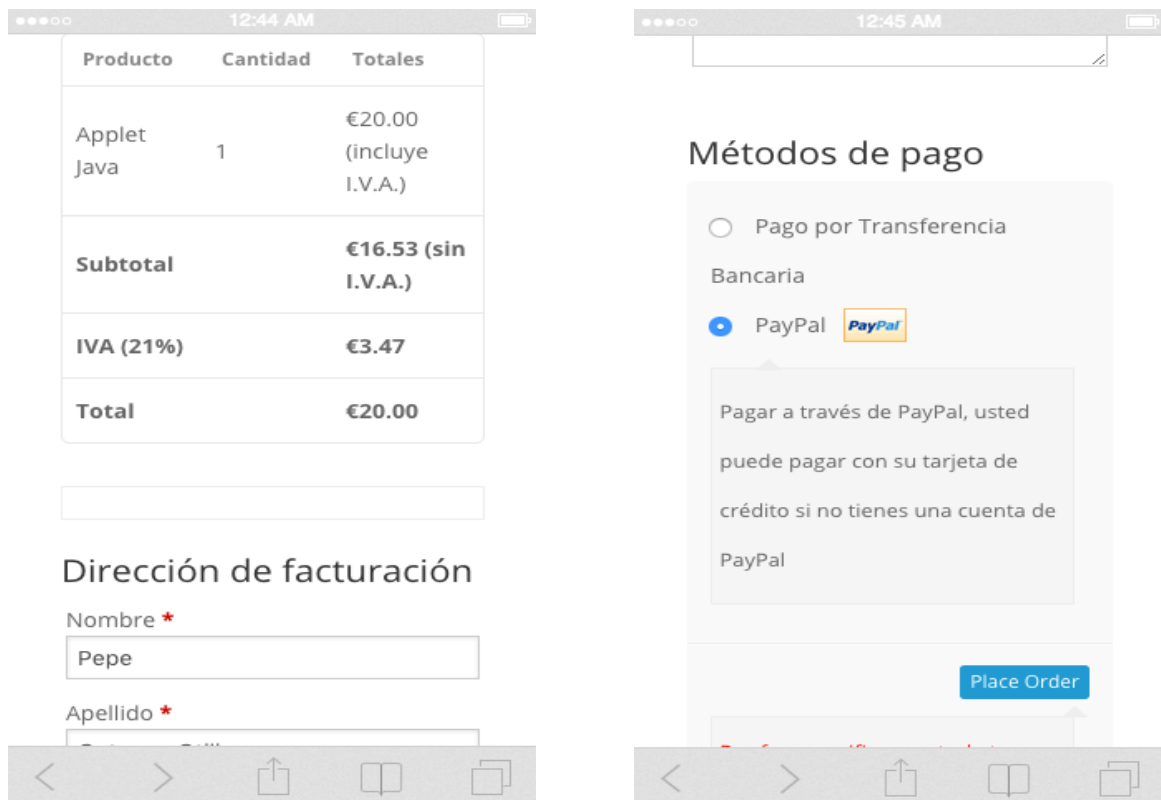 12:44 AM
Producto Cantidad Totales
Applet Java 1 €20.00 (incluye I.V.A.)
Subtotal €16.53 (sin I.V.A.)
IVA (21%) €3.47
Total €20.00
Dirección de facturación
Nombre *
Pepe
Apellido *
12:45 AM
Métodos de pago
Pago por Transferencia
Bancaria
PayPal PayPal
Pagar a través de PayPal, usted
puede pagar con su tarjeta de
crédito si no tienes una cuenta de
PayPal
Place Order